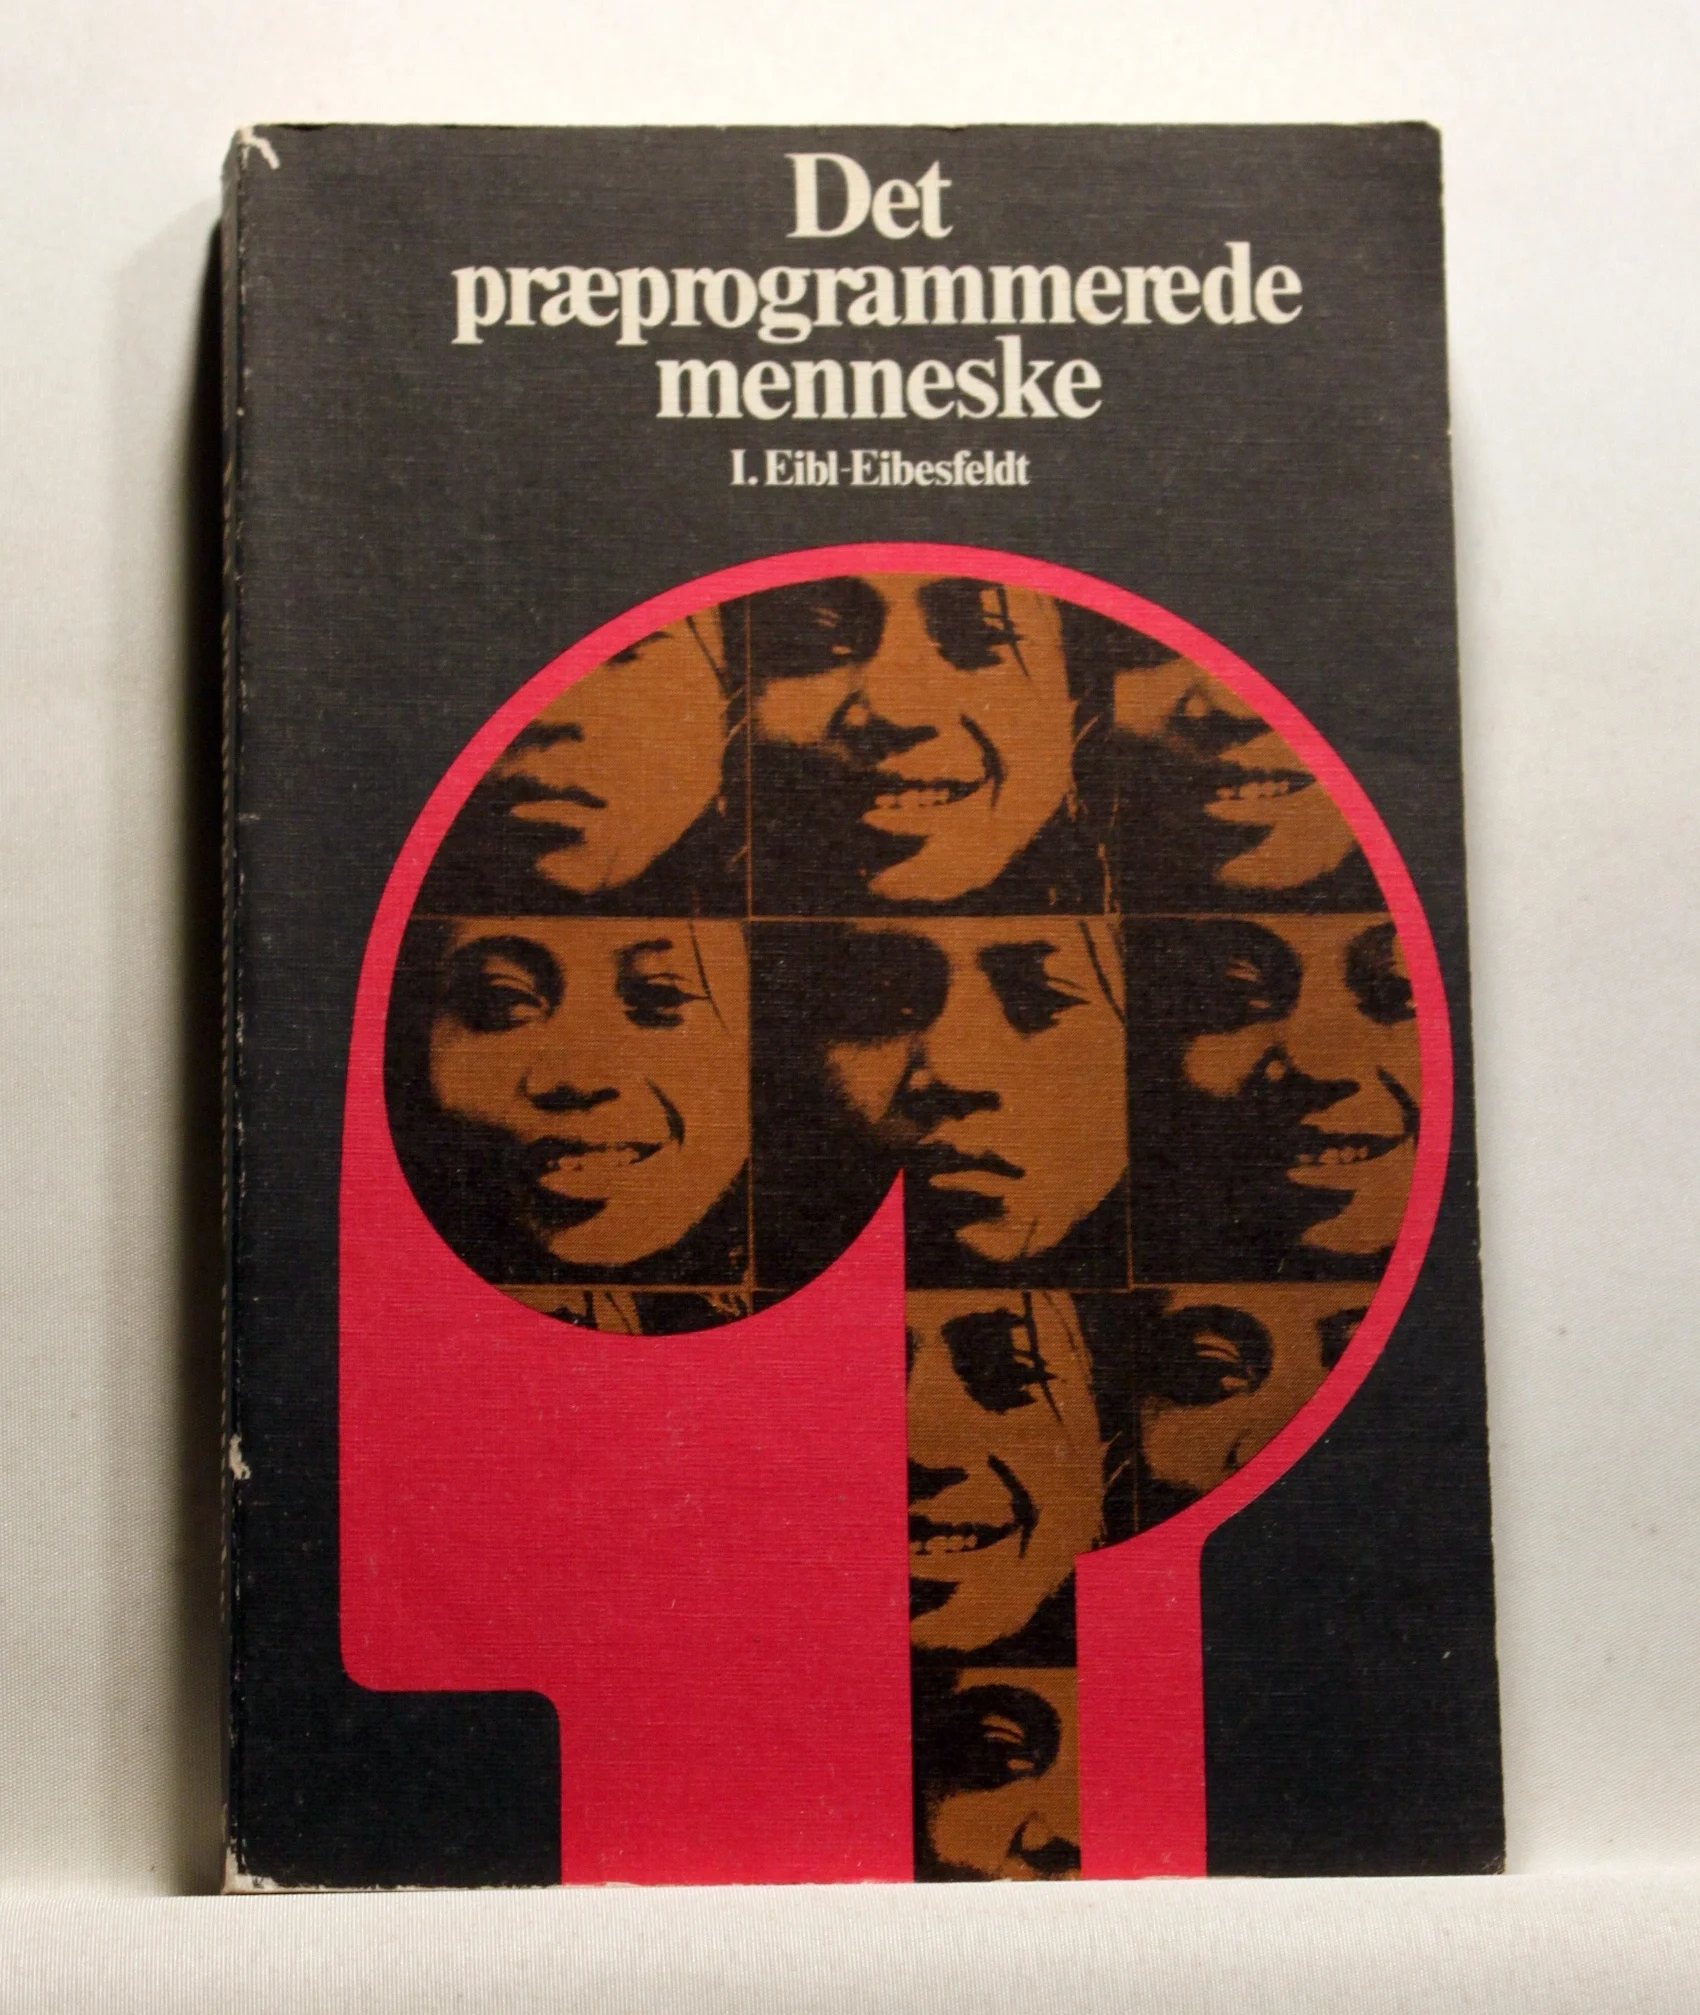 Det
præprogrammerede
menneske
I. Eibl-Eibesfeldt